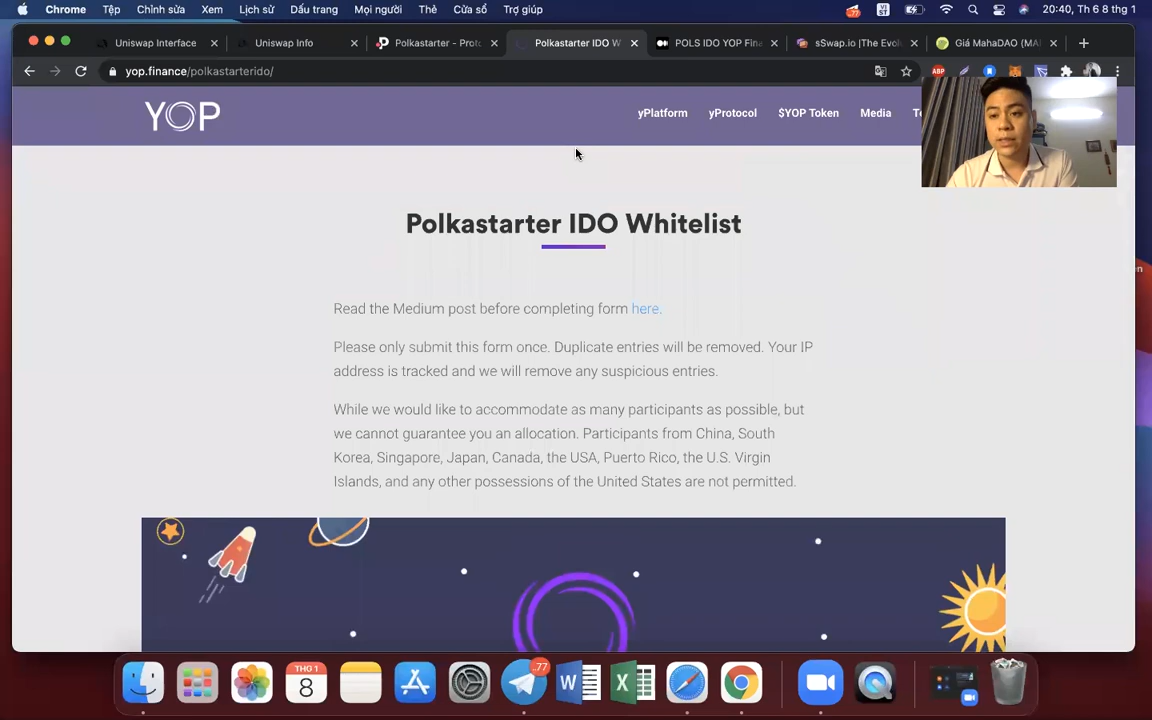 Chrome Tệp Chỉnh sửa Xem Lịch sử Dấu trang Mọi người Thẻ Cửa sổ Trợ giúp
77 VI ST 20:40, Th 6 8 thg 1
Uniswap Interface Uniswap Info Polkastarter - Prot Polkastarter IDO W POLS IDO YOP Fin sSwap.io |The Evol Giá MahaDAO (MA
yop.finance/polkastarterido/
ABP
YOP
yPlatform yProtocol $YOP Token Media
Polkastarter IDO Whitelist
Read the Medium post before completing form here.
Please only submit this form once. Duplicate entries will be removed. Your IP
address is tracked and we will remove any suspicious entries.
While we would like to accommodate as many participants as possible, but
we cannot guarantee you an allocation. Participants from China, South
Korea, Singapore, Japan, Canada, the USA, Puerto Rico, the U.S. Virgin
Islands, and any other possessions of the United States are not permitted.
THG 1
8
77
W
X